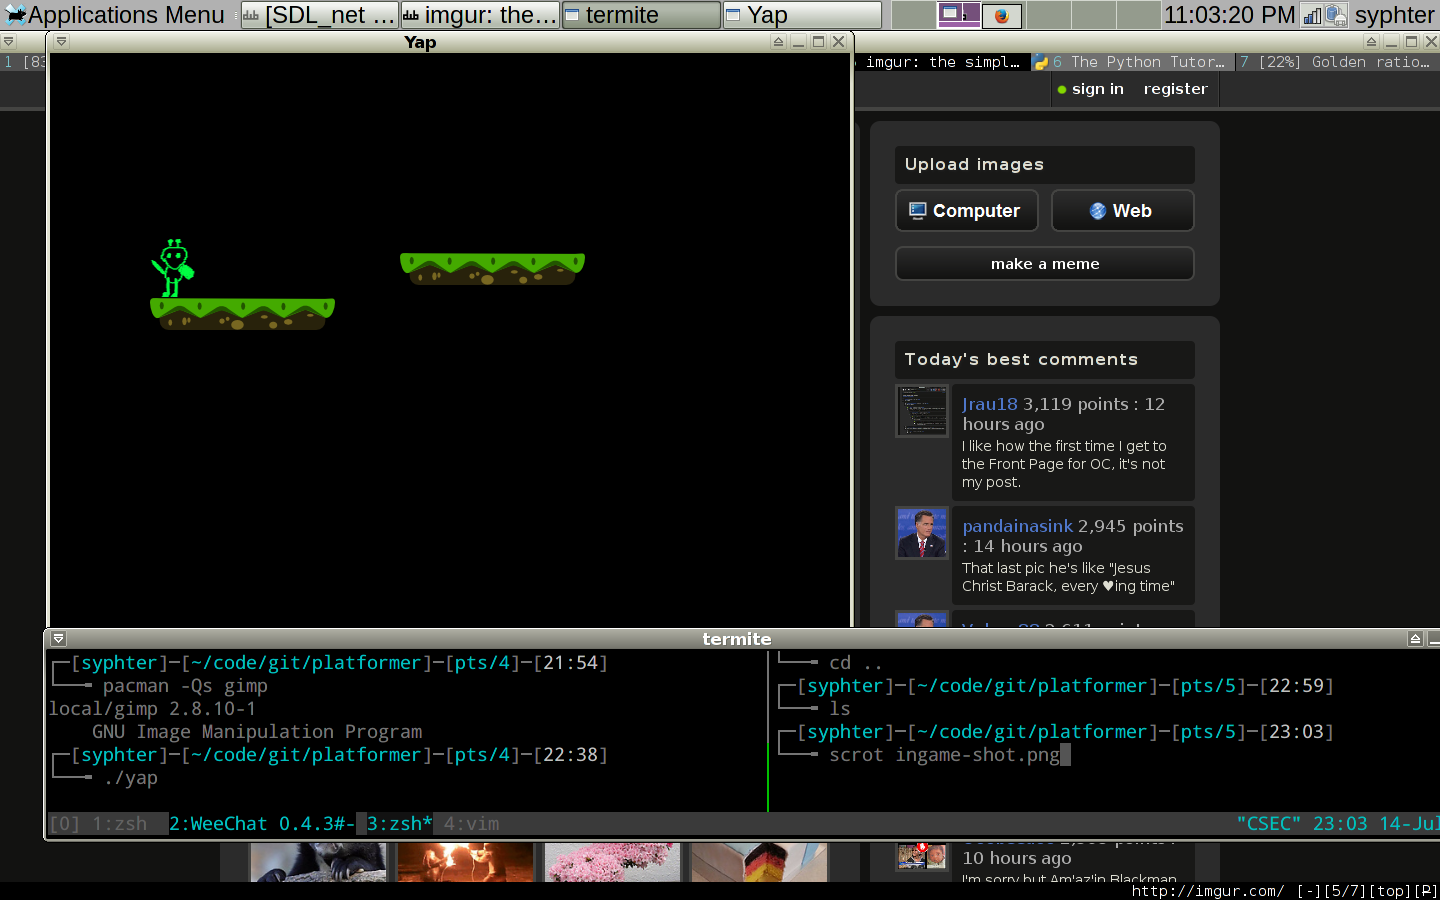 Applications Menu
[SDL_net ...
imgur: the...
termite
Yap
11:03:20 PM
syphter
Yap
1 [83
imgur: the simpl…
6 The Python Tutor…
7 [22%] Golden ratio…
sign in
register
Upload images
Computer
Web
make a meme
Today's best comments
Jrau18 3,119 points : 12
hours ago
I like how the first time I get to
the Front Page for OC, it's not
my post.
pandainasink 2,945 points
: 14 hours ago
That last pic he's like "Jesus
Christ Barack, every ♥ing time"
termite
┌─[syphter]─[~/code/git/platformer]─[pts/4]─[21:54]
└──╼ pacman -Qs gimp
local/gimp 2.8.10-1
GNU Image Manipulation Program
┌─[syphter]─[~/code/git/platformer]─[pts/4]─[22:38]
└──╼ ./yap
└──╼ cd ..
┌─[syphter]─[~/code/git/platformer]─[pts/5]─[22:59]
└──╼ ls
┌─[syphter]─[~/code/git/platformer]─[pts/5]─[23:03]
└──╼ scrot ingame-shot.png
[0] 1:zsh 2:WeeChat 0.4.3#- 3:zsh* 4:vim
"CSEC" 23:03 14-Jul
10 hours ago
I'm sorry but Am'az'in Blackman
http://imgur.com/ [-][5/7][top][P]